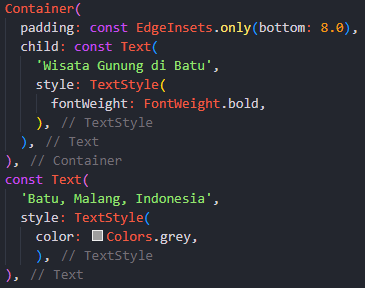 Container(
  padding: const EdgeInsets.only(bottom: 8.0),
  child: const Text(
    'Wisata Gunung di Batu',
    style: TextStyle(
      fontWeight: FontWeight.bold,
    ), // TextStyle
  ), // Text
), // Container
const Text(
  'Batu, Malang, Indonesia',
  style: TextStyle(
    color: Colors.grey,
    ), // TextStyle
), // Text